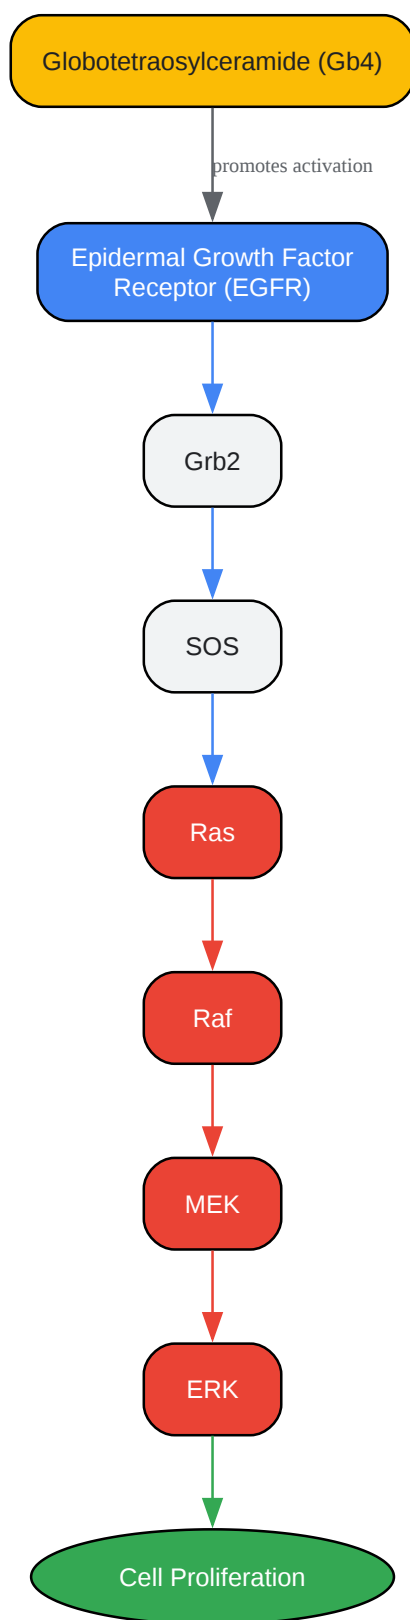 Globotetraosylceramide (Gb4)
promotes activation
Epidermal Growth Factor
Receptor (EGFR)
Grb2
SOS
Ras
Raf
MEK
ERK
Cell Proliferation